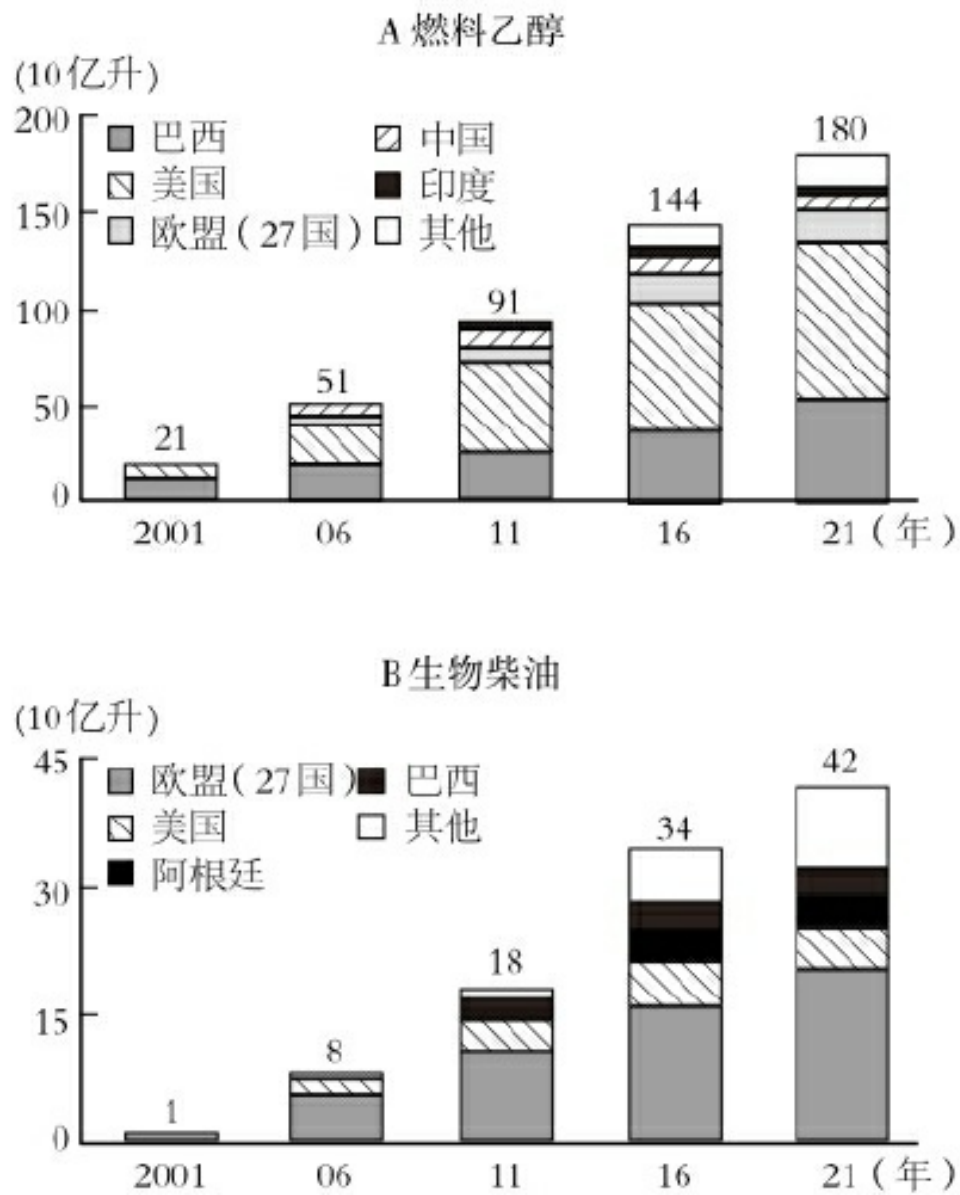 A 燃料乙醇
(10亿升)
200
150
100
50
0
巴西 中国
美国 印度
欧盟(27国) 其他
21
51
91
144
180
2001 06 11 16 21(年)
B生物柴油
(10亿升)
45
30
15
0
欧盟(27国) 巴西
美国 其他
阿根廷
1
8
18
34
42
2001 06 11 16 21(年)